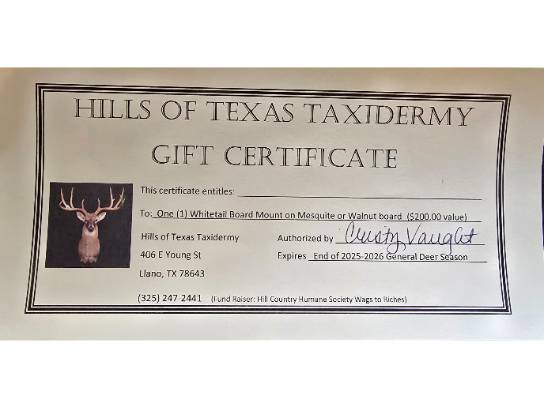 HILLS OF TEXAS TAXIDERMY
GIFT CERTIFICATE
This certificate entitles:
To: One (1) Whitetail Board Mount on Mesquite or Walnut board ($200.00 value)
Hills of Texas Taxidermy
Authorized by Cristy Vaught
406 E Young St
Expires End of 2025-2026 General Deer Season
Llano, TX 78643
(325) 247-2441 (Fund Raiser: Hill Country Humane Society Wags to Riches)